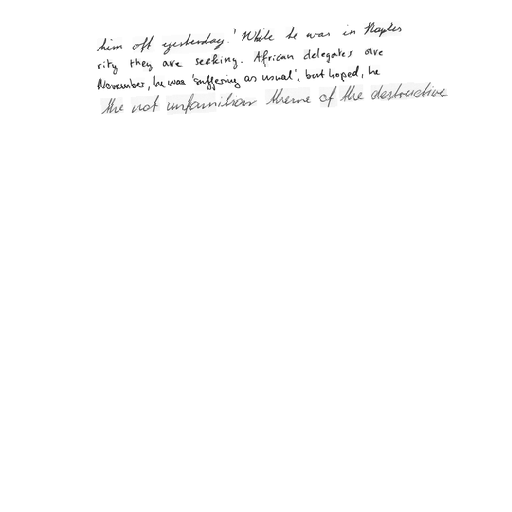 him off yesterday.' While he was in Naples
rity they are seeking. African delegates are
November, he was 'suffering as usual', but hoped, he
the not unfamiliar theme of the destructive